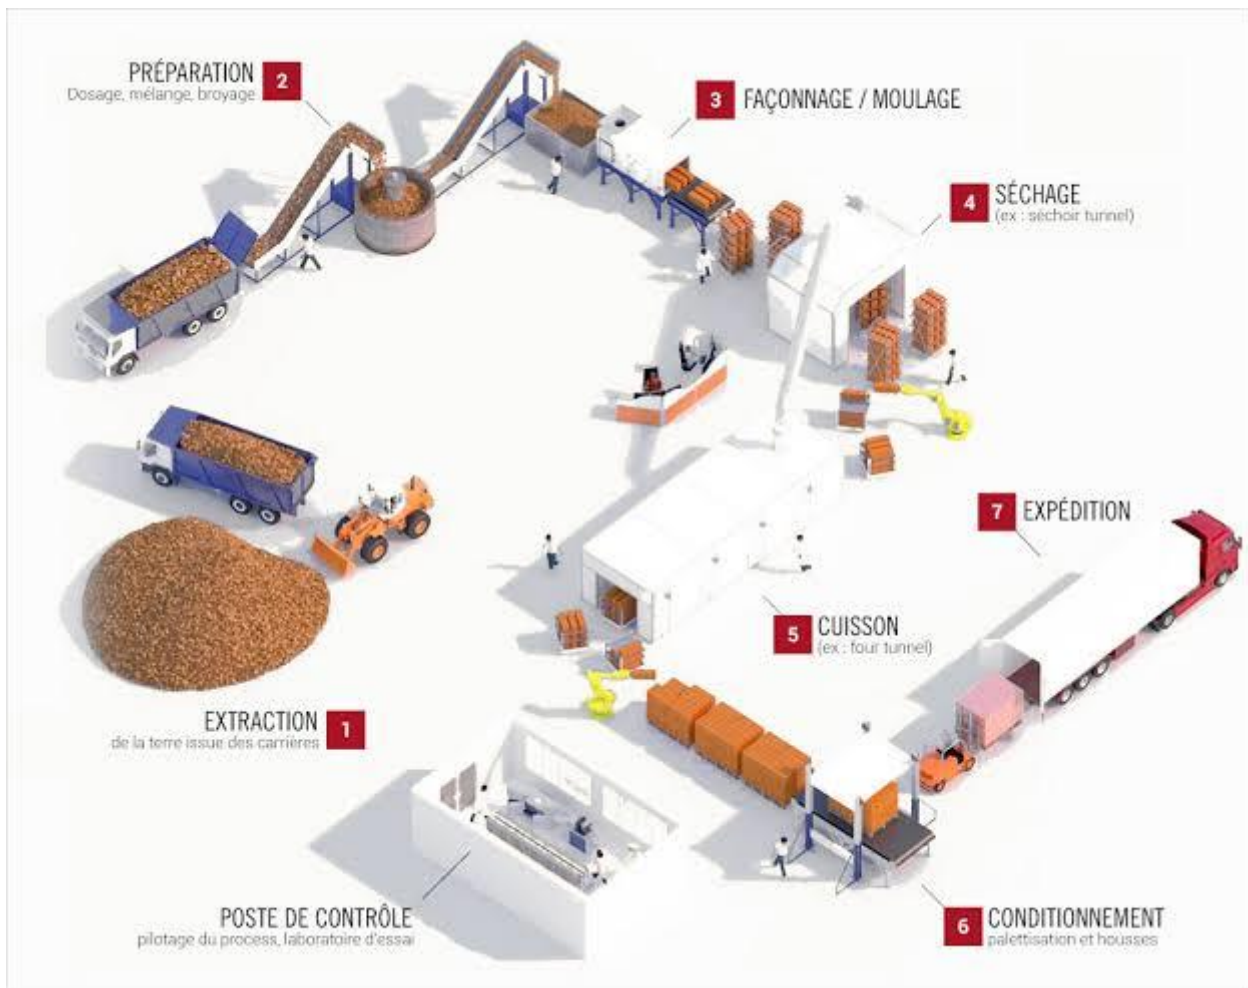 PRÉPARATION 2
Dosage, mélange, broyage
3 FAÇONNAGE / MOULAGE
4 SÉCHAGE
(ex : séchoir tunnel)
7 EXPÉDITION
5 CUISSON
(ex : four tunnel)
EXTRACTION 1
de la terre issue des carrières
POSTE DE CONTRÔLE
pilotage du process, laboratoire d'essai
6 CONDITIONNEMENT
palettisation et housses